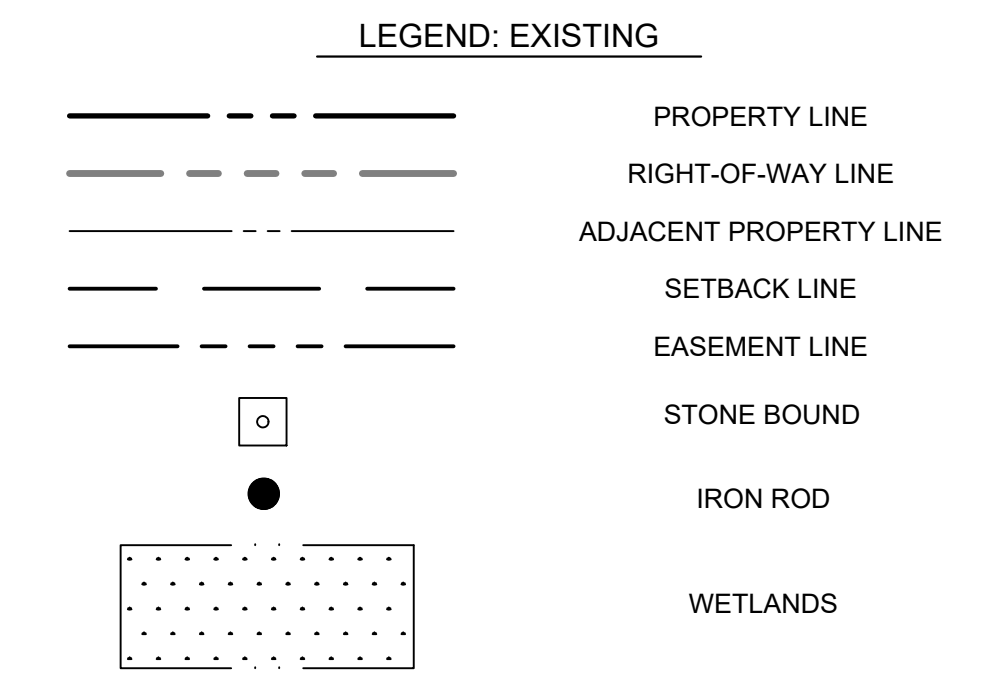 LEGEND: EXISTING
PROPERTY LINE
RIGHT-OF-WAY LINE
ADJACENT PROPERTY LINE
SETBACK LINE
EASEMENT LINE
STONE BOUND
IRON ROD
WETLANDS